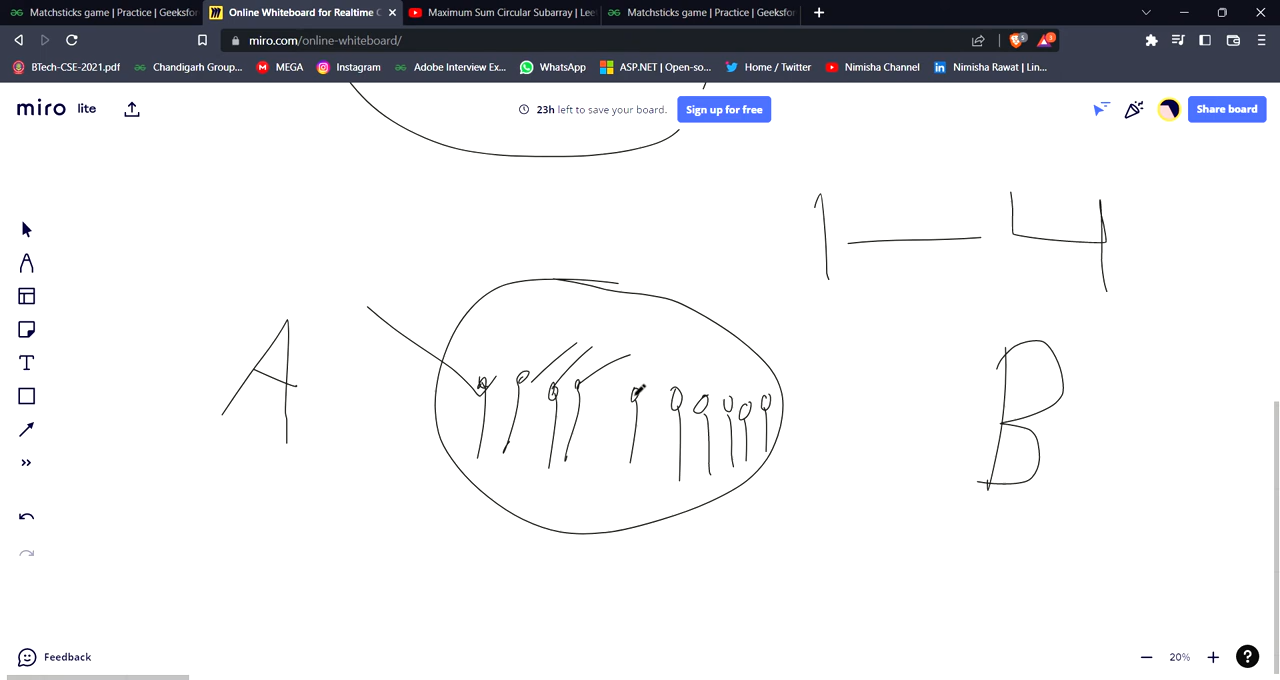 Matchsticks game | Practice | Geeksfor
Online Whiteboard for Realtime C
Maximum Sum Circular Subarray | Lee
Matchsticks game | Practice | Geeksfor
miro.com/online-whiteboard/
5
3
BTech-CSE-2021.pdf
Chandigarh Group...
MEGA
Instagram
Adobe Interview Ex...
WhatsApp
ASP.NET | Open-so...
Home / Twitter
Nimisha Channel
Nimisha Rawat | Lin...
miro lite
23h left to save your board.
Sign up for free
Share board
1 — 4
A
B
T
Feedback
20%